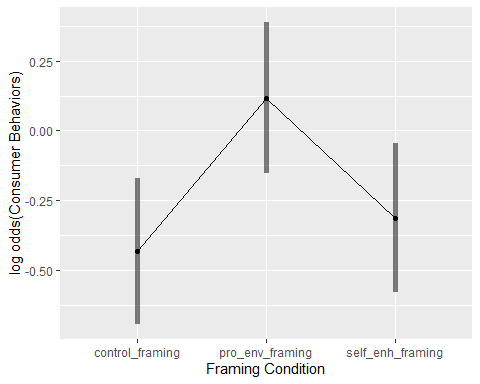 log odds(Consumer Behaviors)
0.25
0.00
-0.25
-0.50
control_framing pro_env_framing self_enh_framing
Framing Condition